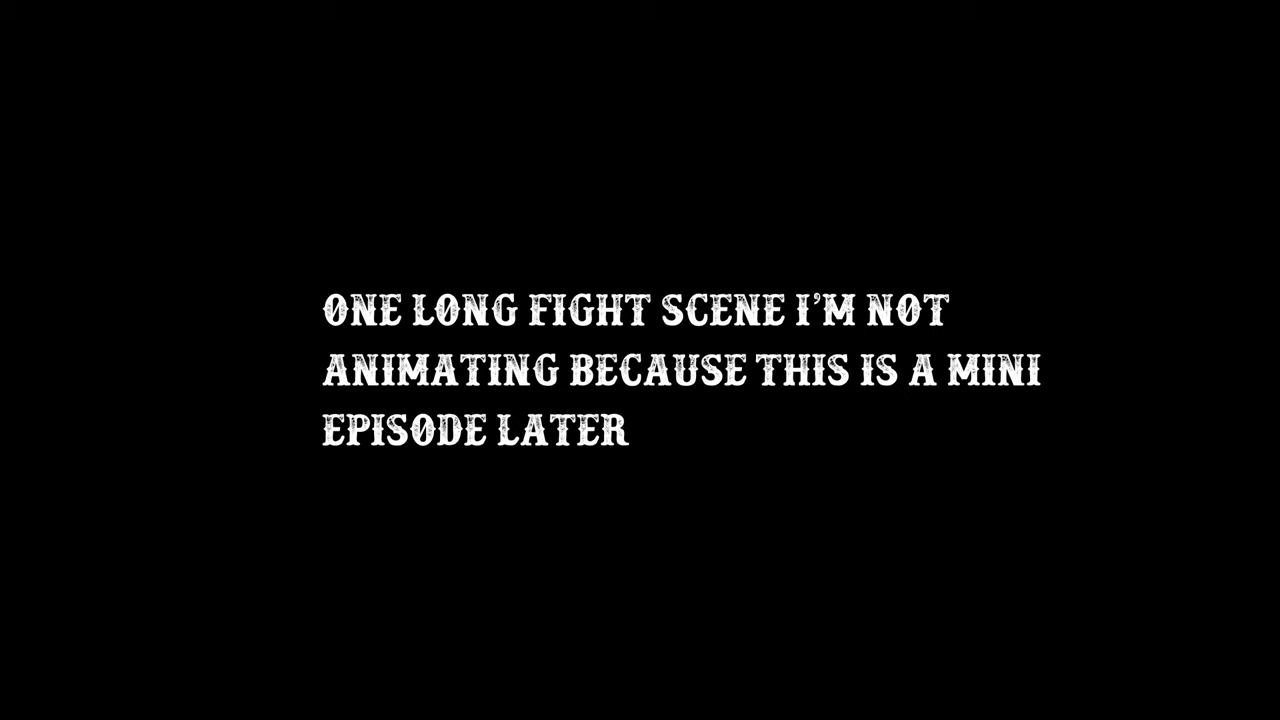 ONE LONG FIGHT SCENE I'M NOT
ANIMATING BECAUSE THIS IS A MINI
EPISODE LATER